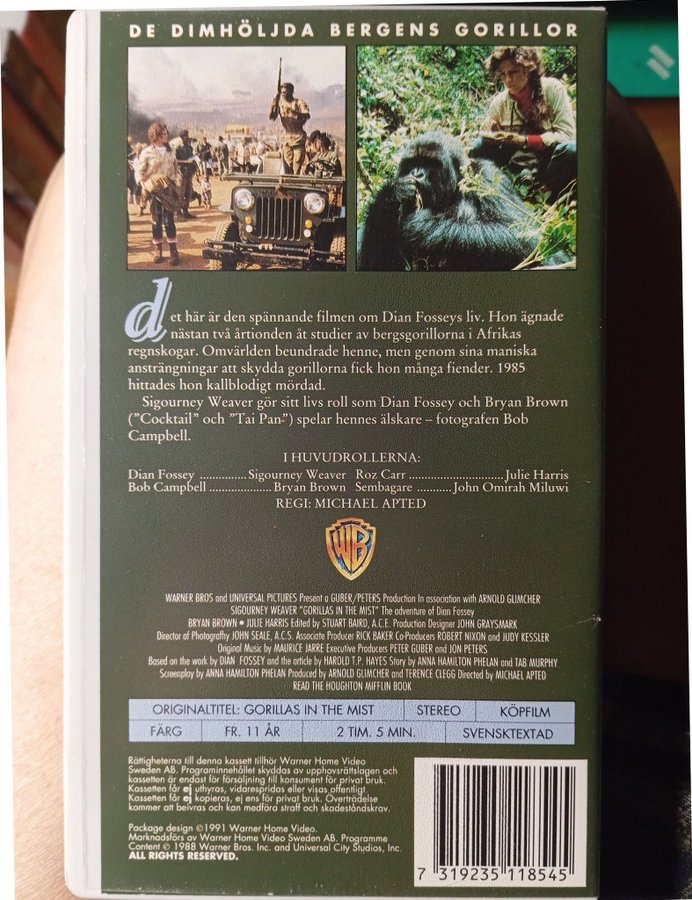 DE DIMHÖLJDA BERGENS GORILLOR
det här är den spännande filmen om Dian Fosseys liv. Hon ägnade
nästan två årtionden åt studier av bergsgorillorna i Afrikas
regnskogar. Omvärlden beundrade henne, men genom sina maniska
ansträngningar att skydda gorillorna fick hon många fiender. 1985
hittades hon kallblodigt mördad.
Sigourney Weaver gör sitt livs roll som Dian Fossey och Bryan Brown
("Cocktail" och "Tai Pan") spelar hennes älskare – fotografen Bob
Campbell.
I HUVUDROLLERNA:
Dian Fossey ............. Sigourney Weaver Roz Carr ........................... Julie Harris
Bob Campbell .................. Bryan Brown Sembagare .......... John Omirah Miluwi
REGI: MICHAEL APTED
WB
WARNER BROS and UNIVERSAL PICTURES Present a GUBER/PETERS Production In association with ARNOLD GLIMCHER
SIGOURNEY WEAVER "GORILLAS IN THE MIST" The adventure of Dian Fossey
BRYAN BROWN • JULIE HARRIS Edited by STUART BAIRD, A.C.E. Production Designer JOHN GRAYSMARK
Director of Photografhy JOHN SEALE, A.C.S. Associate Producer RICK BAKER Co-Producers ROBERT NIXON and JUDY KESSLER
Original Music by MAURICE JARRE Executive Producers PETER GUBER and JON PETERS
Based on the work by DIAN FOSSEY and the article by HAROLD T.P. HAYES Story by ANNA HAMILTON PHELAN and TAB MURPHY
Screenplay by ANNA HAMILTON PHELAN Produced by ARNOLD GLIMCHER and TERENCE CLEGG Directed by MICHAEL APTED
READ THE HOUGHTON MIFFLIN BOOK
ORIGINALTITEL: GORILLAS IN THE MIST STEREO KÖPFILM
FÄRG FR. 11 ÅR 2 TIM. 5 MIN. SVENSKTEXTAD
Rättigheterna till denna kassett tillhör Warner Home Video
Sweden AB. Programinnehållet skyddas av upphovsrättslagen och
kassetten är endast för försäljning till konsument för privat bruk.
Kassetten får ej uthyras, vidarespridas eller visas offentligt.
Kassetten får ej kopieras, ej ens för privat bruk. Överträdelse
kommer att beivras och kan medföra straff och skadeståndskrav.
Package design ©1991 Warner Home Video.
Marknadsförs av Warner Home Video Sweden AB. Programme
Content © 1988 Warner Bros. Inc. and Universal City Studios, Inc.
ALL RIGHTS RESERVED.
7 319235 118545